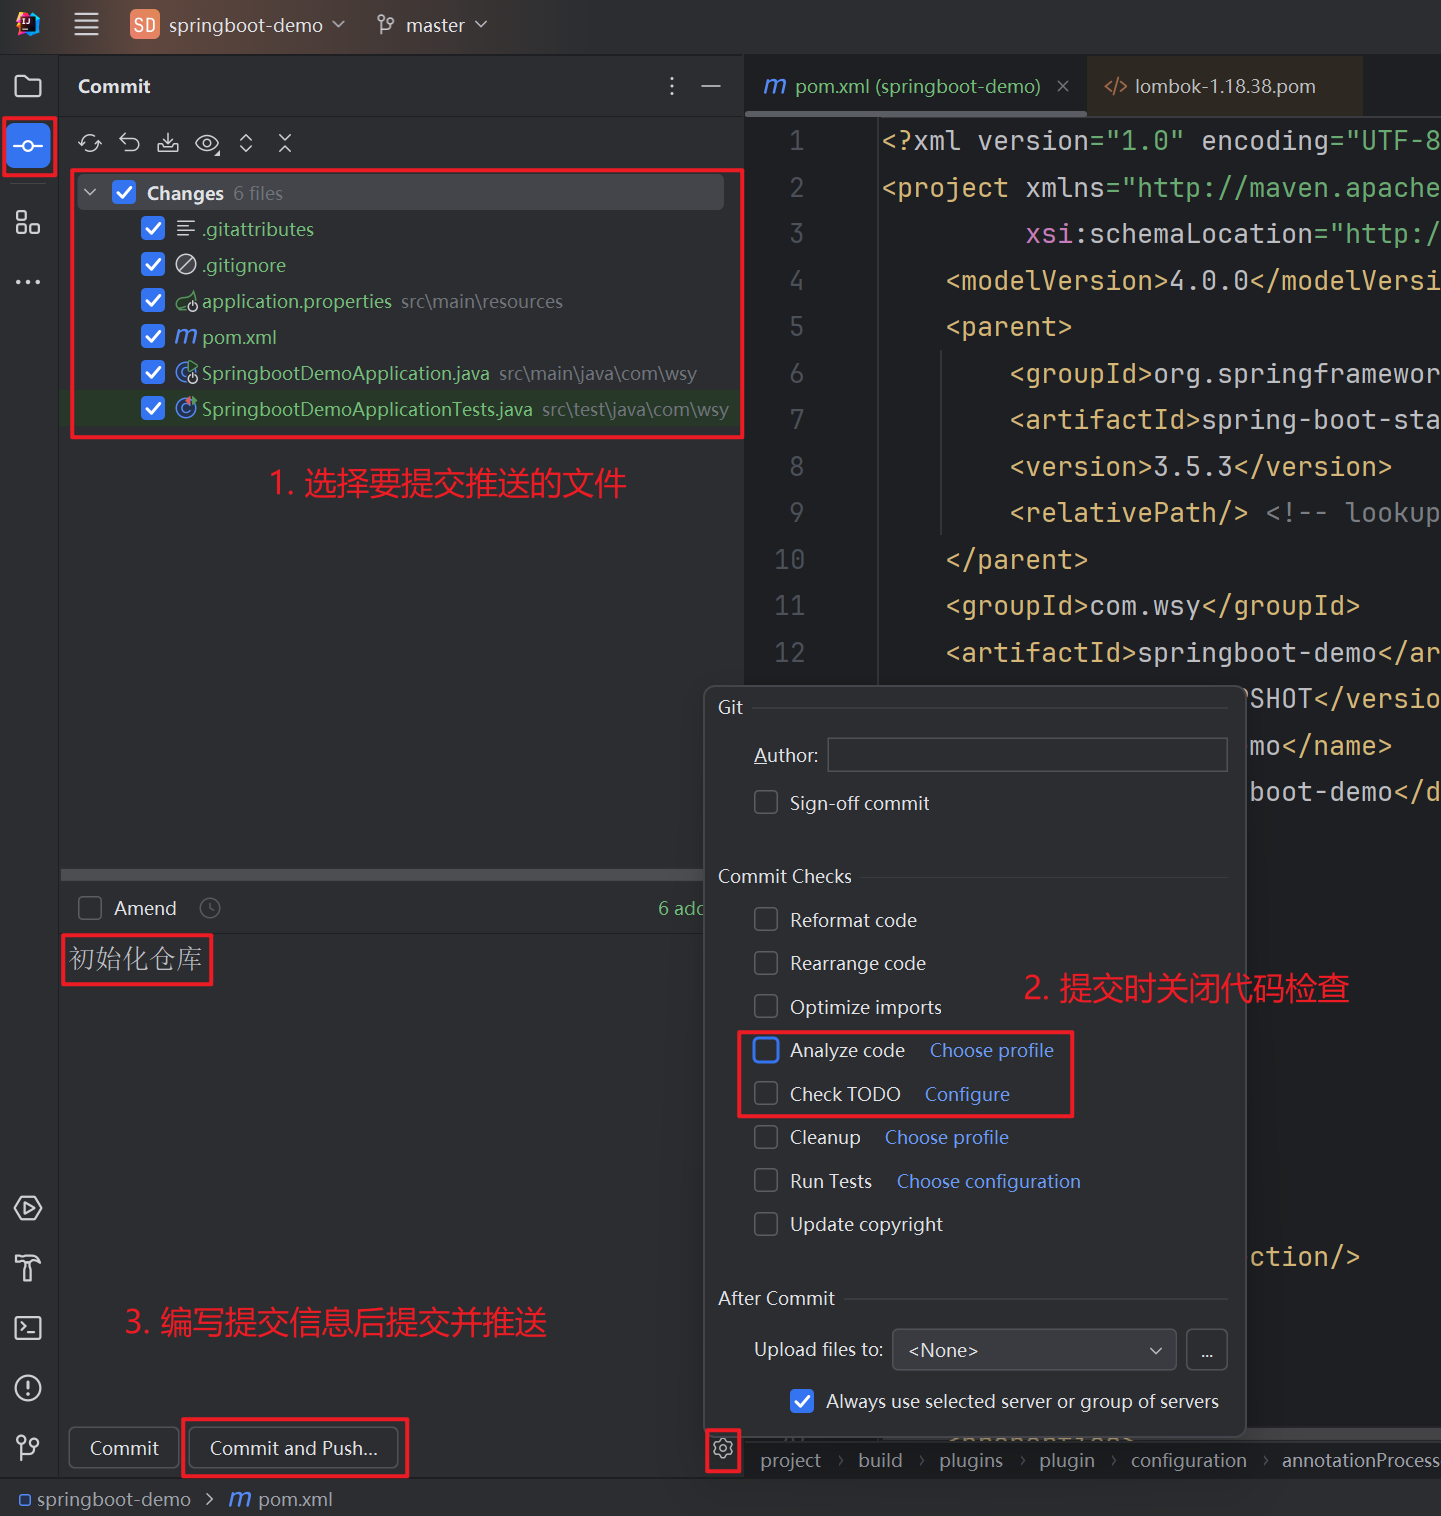 SD springboot-demo master
Commit
pom.xml (springboot-demo)
lombok-1.18.38.pom
Changes 6 files
.gitattributes
.gitignore
application.properties src\main\resources
pom.xml
SpringbootDemoApplication.java src\main\java\com\wsy
SpringbootDemoApplicationTests.java src\test\java\com\wsy
1. 选择要提交推送的文件
1 <?xml version="1.0" encoding="UTF-8
2 <project xmlns="http://maven.apache
3 xsi:schemaLocation="http:/
4 <modelVersion>4.0.0</modelVersi
5 <parent>
6 <groupId>org.springframewor
7 <artifactId>spring-boot-sta
8 <version>3.5.3</version>
9 <relativePath/> <!-- lookup
10 </parent>
11 <groupId>com.wsy</groupId>
12 <artifactId>springboot-demo</ar
SHOT</versio
mo</name>
boot-demo</d
ction/>
Git
Author:
Sign-off commit
Commit Checks
Reformat code
Rearrange code
Optimize imports
Analyze code Choose profile
Check TODO Configure
Cleanup Choose profile
Run Tests Choose configuration
Update copyright
2. 提交时关闭代码检查
After Commit
Upload files to: <None> ...
Always use selected server or group of servers
Amend
6 add
初始化仓库
3. 编写提交信息后提交并推送
Commit
Commit and Push...
project › build › plugins › plugin › configuration › annotationProcess
springboot-demo > m pom.xml